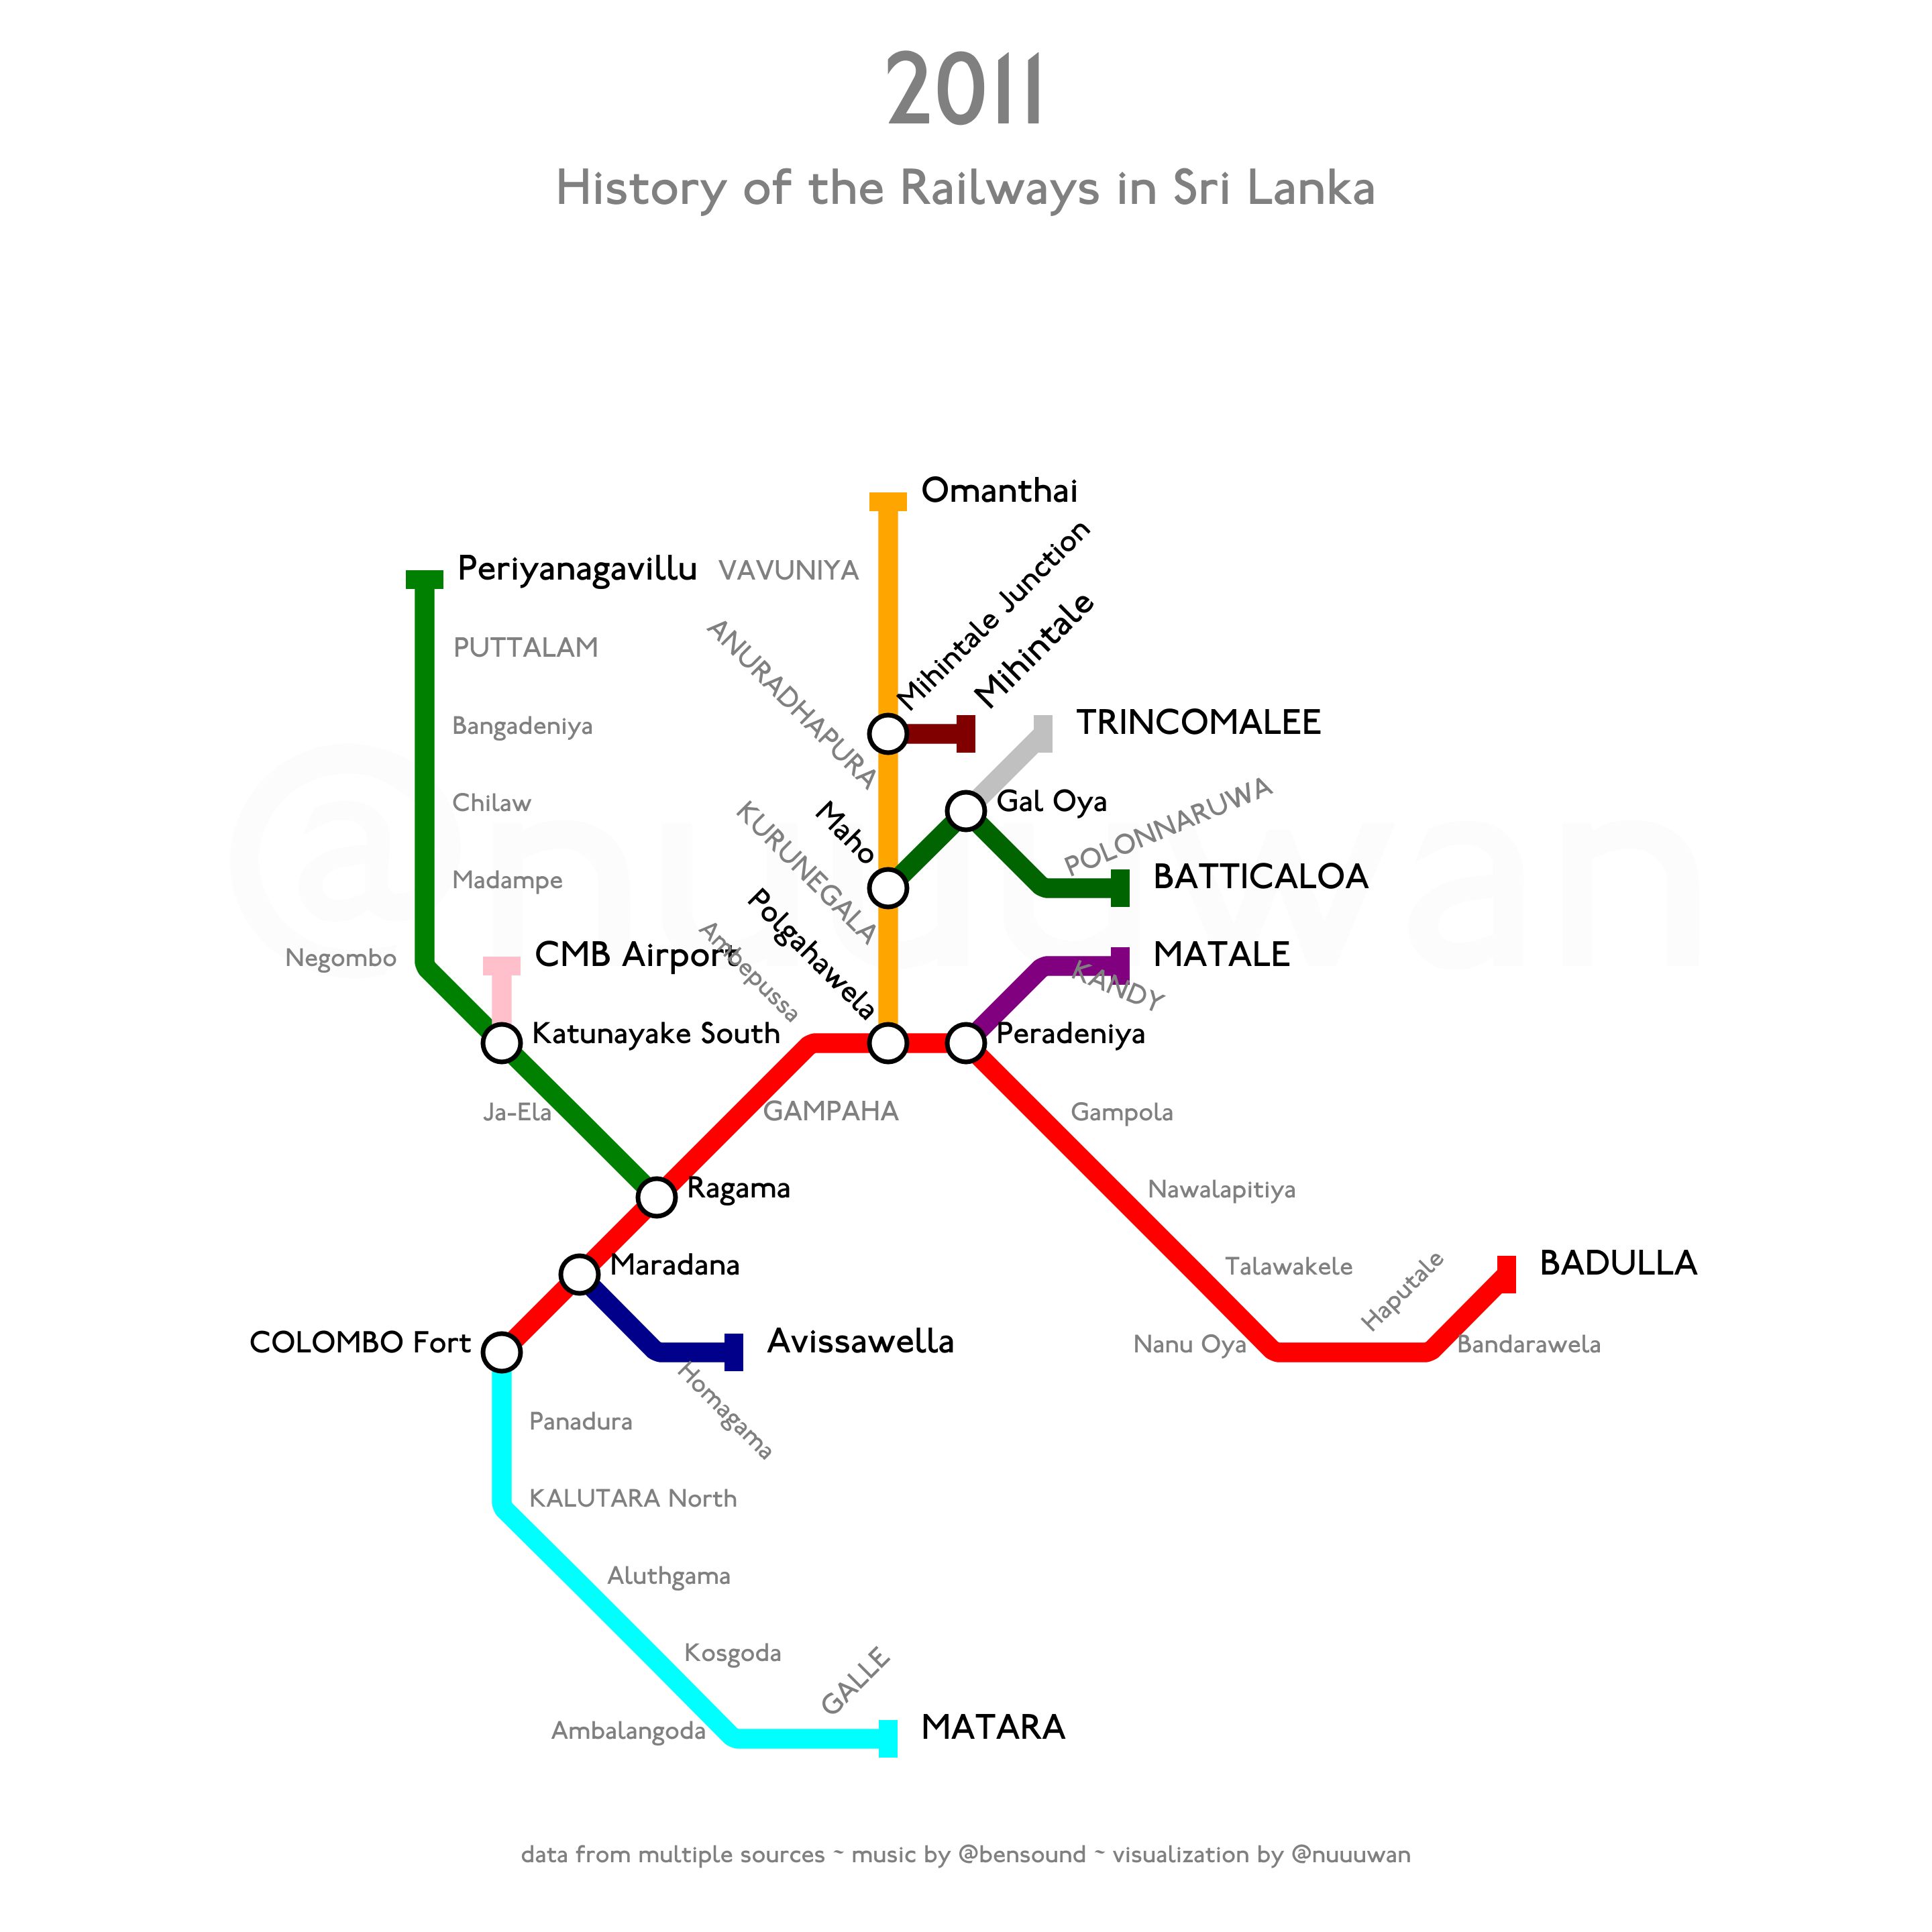 2011
History of the Railways in Sri Lanka
Omanthai
Periyanagavillu
VAVUNIYA
Mihintale Junction
Mihintale
PUTTALAM
ANURADHAPURA
Bangadeniya
TRINCOMALEE
Chilaw
Maho
Gal Oya
POLONNARUWA
KURUNEGALA
Madampe
BATTICALOA
@nuuuwan
Negombo
CMB Airport
Ambepussa
Polgahawela
MATALE
KANDY
Katunayake South
Peradeniya
Ja-Ela
GAMPAHA
Gampola
Ragama
Nawalapitiya
Maradana
Talawakele
Haputale
BADULLA
COLOMBO Fort
Avissawella
Nanu Oya
Bandarawela
Homagama
Panadura
KALUTARA North
Aluthgama
Kosgoda
GALLE
Ambalangoda
MATARA
data from multiple sources ~ music by @bensound ~ visualization by @nuuuwan